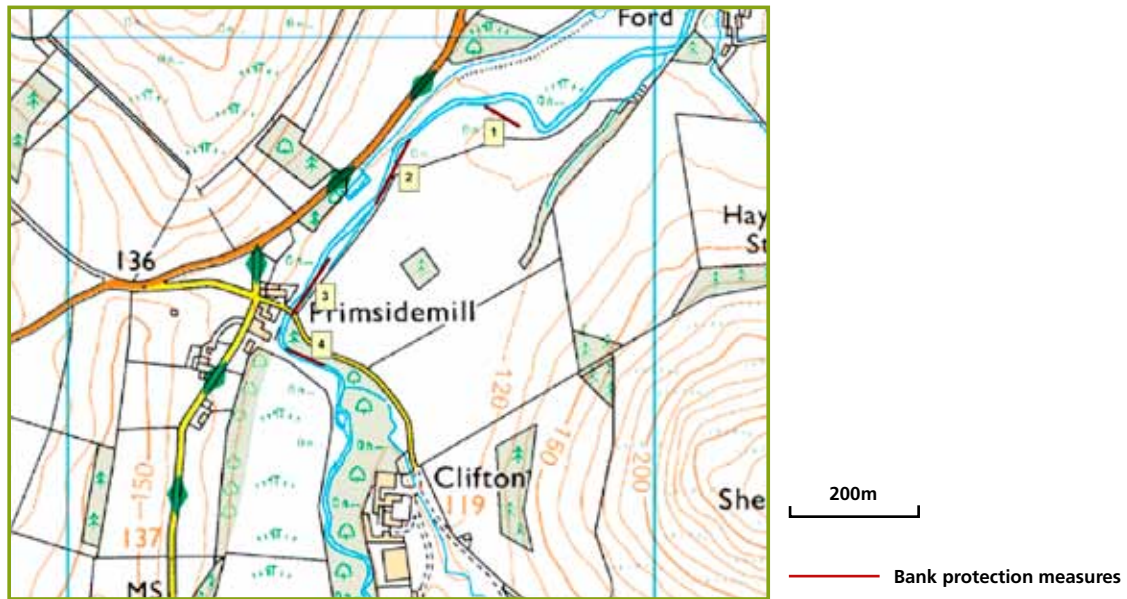 Ford
1
2
Hay
St
136
3
Frimsidemill
4
120
150
200
Clifton
119
She
150
137
MS
200m
Bank protection measures